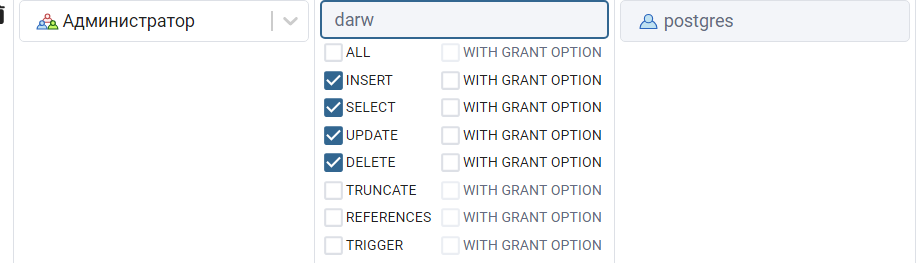 Администратор darw postgres
ALL WITH GRANT OPTION
INSERT WITH GRANT OPTION
SELECT WITH GRANT OPTION
UPDATE WITH GRANT OPTION
DELETE WITH GRANT OPTION
TRUNCATE WITH GRANT OPTION
REFERENCES WITH GRANT OPTION
TRIGGER WITH GRANT OPTION